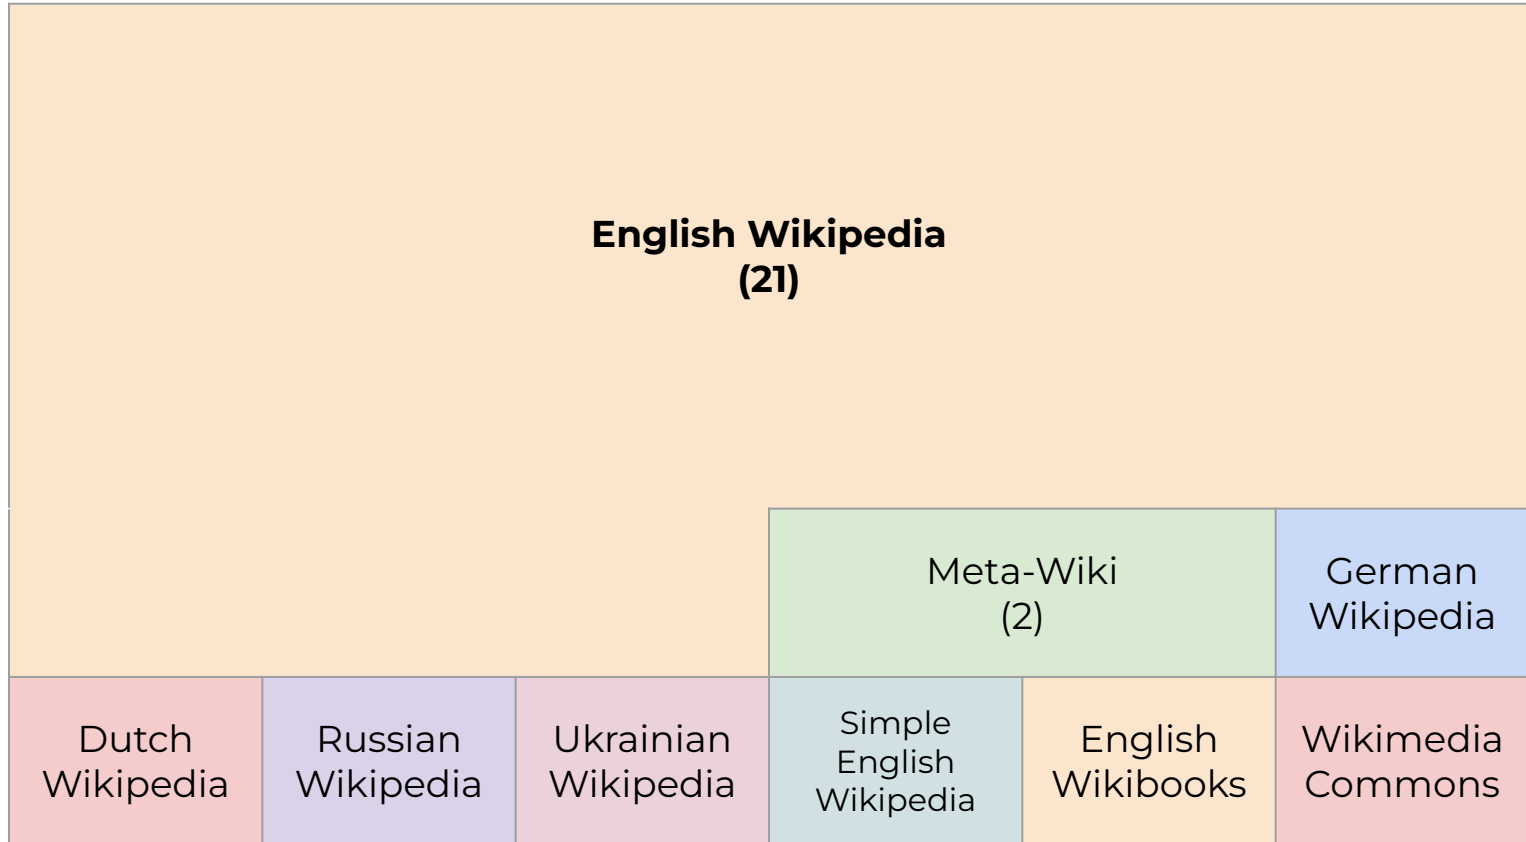 English Wikipedia
(21)
Meta-Wiki
(2)
German
Wikipedia
Dutch
Wikipedia
Russian
Wikipedia
Ukrainian
Wikipedia
Simple
English
Wikipedia
English
Wikibooks
Wikimedia
Commons